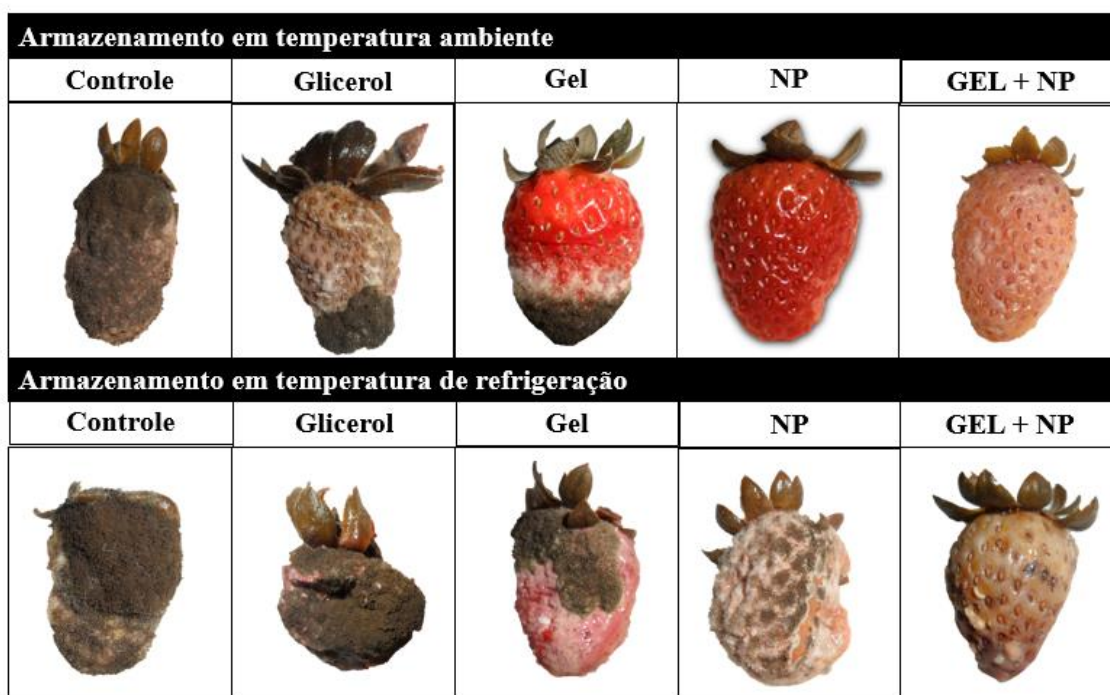 Armazenamento em temperatura ambiente
Controle Glicerol Gel NP GEL + NP
Armazenamento em temperatura de refrigeração
Controle Glicerol Gel NP GEL + NP